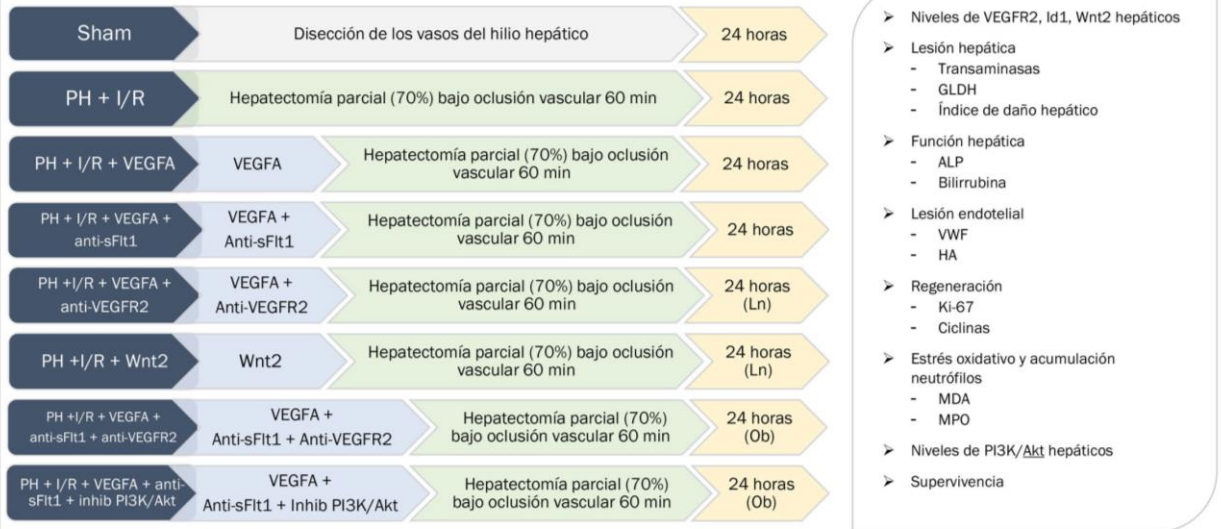 Sham
Disección de los vasos del hilio hepático
24 horas
PH + I/R
Hepatectomía parcial (70%) bajo oclusión vascular 60 min
24 horas
PH + I/R + VEGFA
VEGFA
Hepatectomía parcial (70%) bajo oclusión
vascular 60 min
24 horas
PH + I/R + VEGFA +
anti-sFlt1
VEGFA +
Anti-sFlt1
Hepatectomía parcial (70%) bajo oclusión
vascular 60 min
24 horas
PH +I/R + VEGFA +
anti-VEGFR2
VEGFA +
Anti-VEGFR2
Hepatectomía parcial (70%) bajo oclusión
vascular 60 min
24 horas
(Ln)
PH +I/R + Wnt2
Wnt2
Hepatectomía parcial (70%) bajo oclusión
vascular 60 min
24 horas
(Ln)
PH +I/R + VEGFA +
anti-sFlt1 + anti-VEGFR2
VEGFA +
Anti-sFlt1 + Anti-VEGFR2
Hepatectomía parcial (70%)
bajo oclusión vascular 60 min
24 horas
(Ob)
PH + I/R + VEGFA + anti-
sFlt1 + inhib PI3K/Akt
VEGFA +
Anti-sFlt1 + Inhib PI3K/Akt
Hepatectomía parcial (70%)
bajo oclusión vascular 60 min
24 horas
(Ob)
➢ Niveles de VEGFR2, Id1, Wnt2 hepáticos
➢ Lesión hepática
- Transaminasas
- GLDH
- Índice de daño hepático
➢ Función hepática
- ALP
- Bilirrubina
➢ Lesión endotelial
- VWF
- HA
➢ Regeneración
- Ki-67
- Ciclinas
➢ Estrés oxidativo y acumulación
neutrófilos
- MDA
- MPO
➢ Niveles de PI3K/Akt hepáticos
➢ Supervivencia